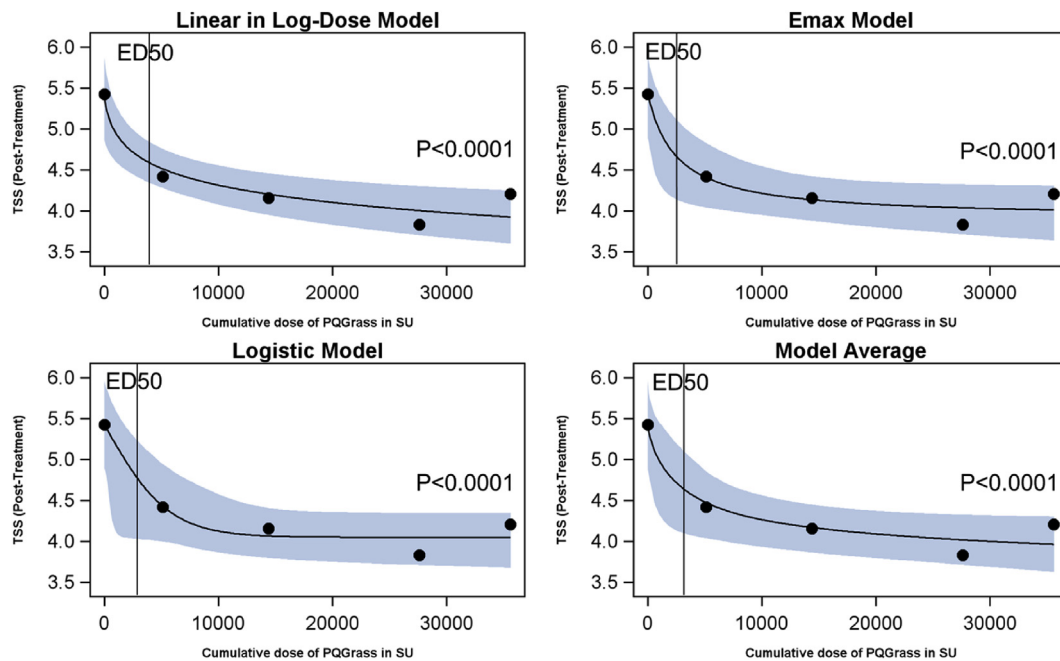 Linear in Log-Dose Model
ED50
P<0.0001
TSS (Post-Treatment)
6.0
5.5
5.0
4.5
4.0
3.5
0
10000
20000
30000
Cumulative dose of PQGrass in SU
Emax Model
ED50
P<0.0001
TSS (Post-Treatment)
6.0
5.5
5.0
4.5
4.0
3.5
0
10000
20000
30000
Cumulative dose of PQGrass in SU
Logistic Model
ED50
P<0.0001
TSS (Post-Treatment)
6.0
5.5
5.0
4.5
4.0
3.5
0
10000
20000
30000
Cumulative dose of PQGrass in SU
Model Average
ED50
P<0.0001
TSS (Post-Treatment)
6.0
5.5
5.0
4.5
4.0
3.5
0
10000
20000
30000
Cumulative dose of PQGrass in SU